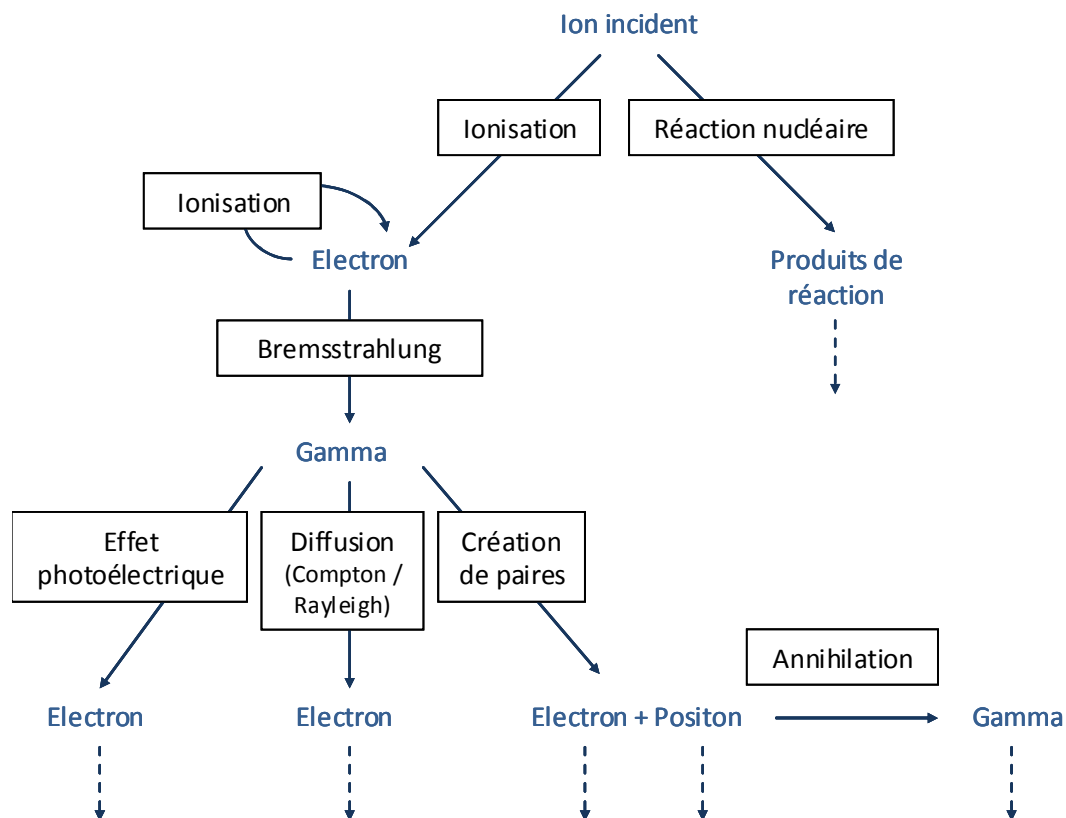 Ion incident
Ionisation
Réaction nucléaire
Ionisation
Electron
Produits de
réaction
Bremsstrahlung
Gamma
Effet
photoélectrique
Diffusion
(Compton /
Rayleigh)
Création
de paires
Annihilation
Electron
Electron
Electron + Positon
Gamma